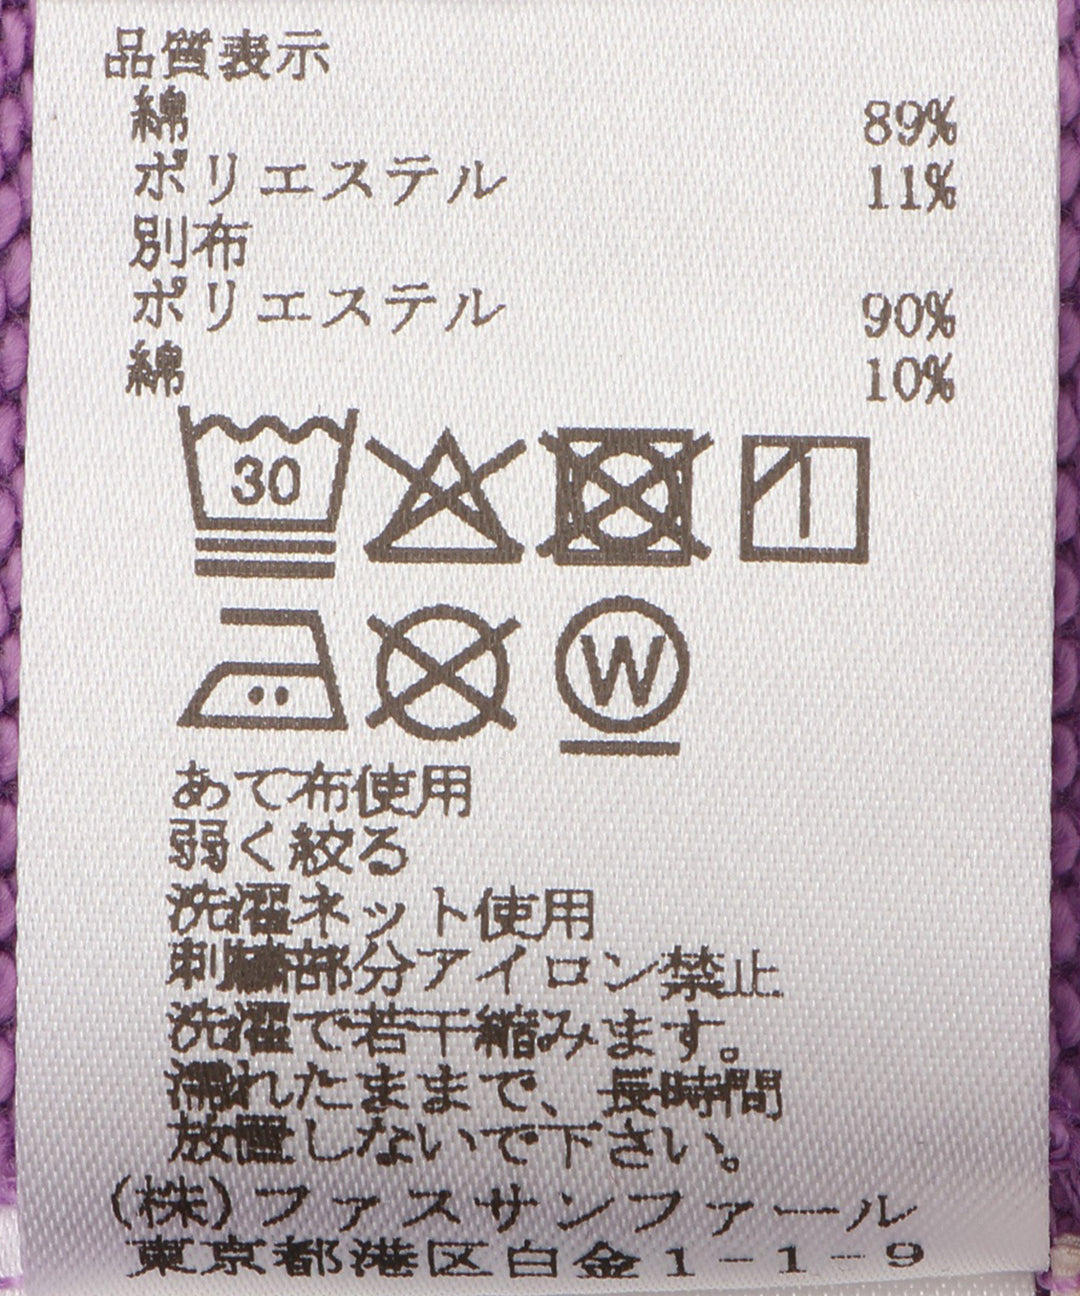 品質表示
綿 89%
ポリエステル 11%
別布
ポリエステル 90%
綿 10%
30
W
あて布使用
弱く絞る
洗濯ネット使用
刺繍部分アイロン禁止
洗濯で若干縮みます。
濡れたままで、長時間
放置しないで下さい。
(株)ファスサンファール
東京都港区白金1-1-9